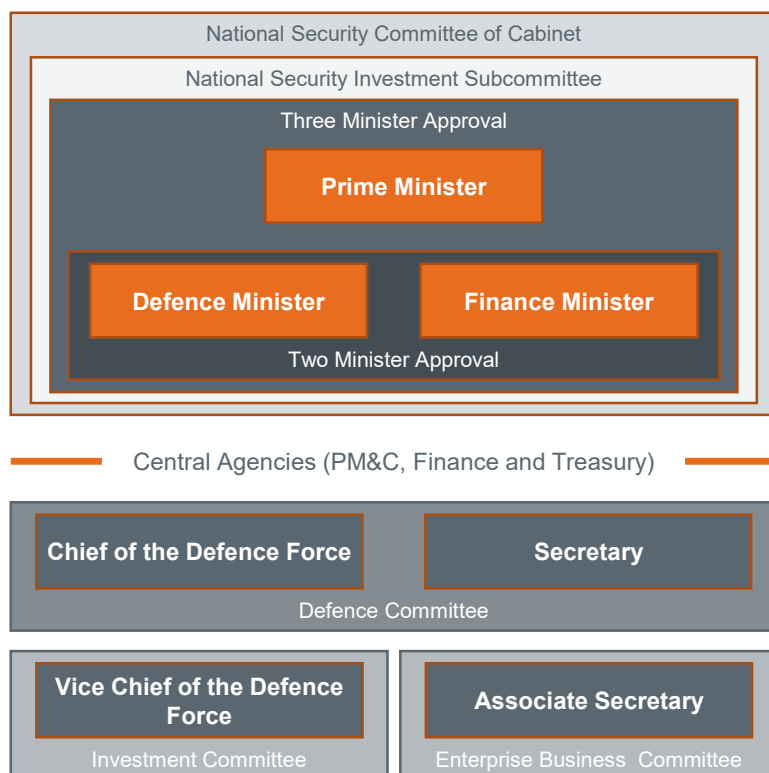 National Security Committee of Cabinet
National Security Investment Subcommittee
Three Minister Approval
Prime Minister
Defence Minister
Finance Minister
Two Minister Approval
Central Agencies (PM&C, Finance and Treasury)
Chief of the Defence Force
Secretary
Defence Committee
Vice Chief of the Defence
Force
Investment Committee
Associate Secretary
Enterprise Business Committee